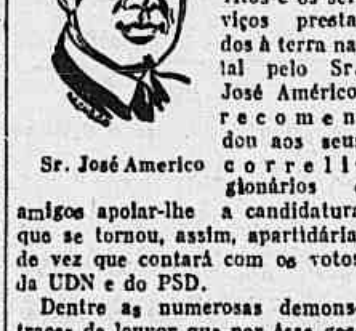 viços presta
dos à terra na
tal pelo Sr.
José Américo
recomen
dou aos seus
Sr. José Americo correli
gionários e
amigos apoiar-lhe a candidatura
que se tornou, assim, apartidária
de vez que contará com os votos
da UDN e do PSD.
Dentre as numerosas demons